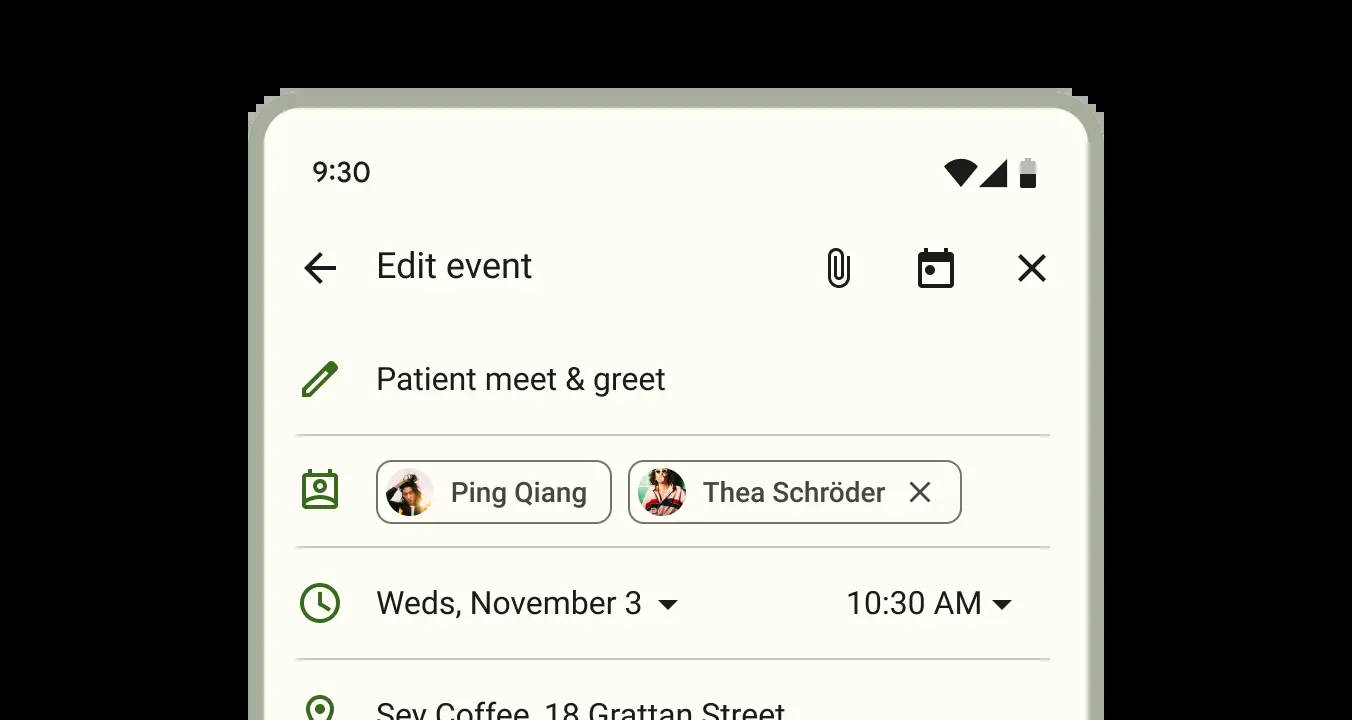 9:30
Edit event
Patient meet & greet
Ping Qiang Thea Schröder
Weds, November 3 10:30 AM
Sey Coffee, 18 Grattan Street